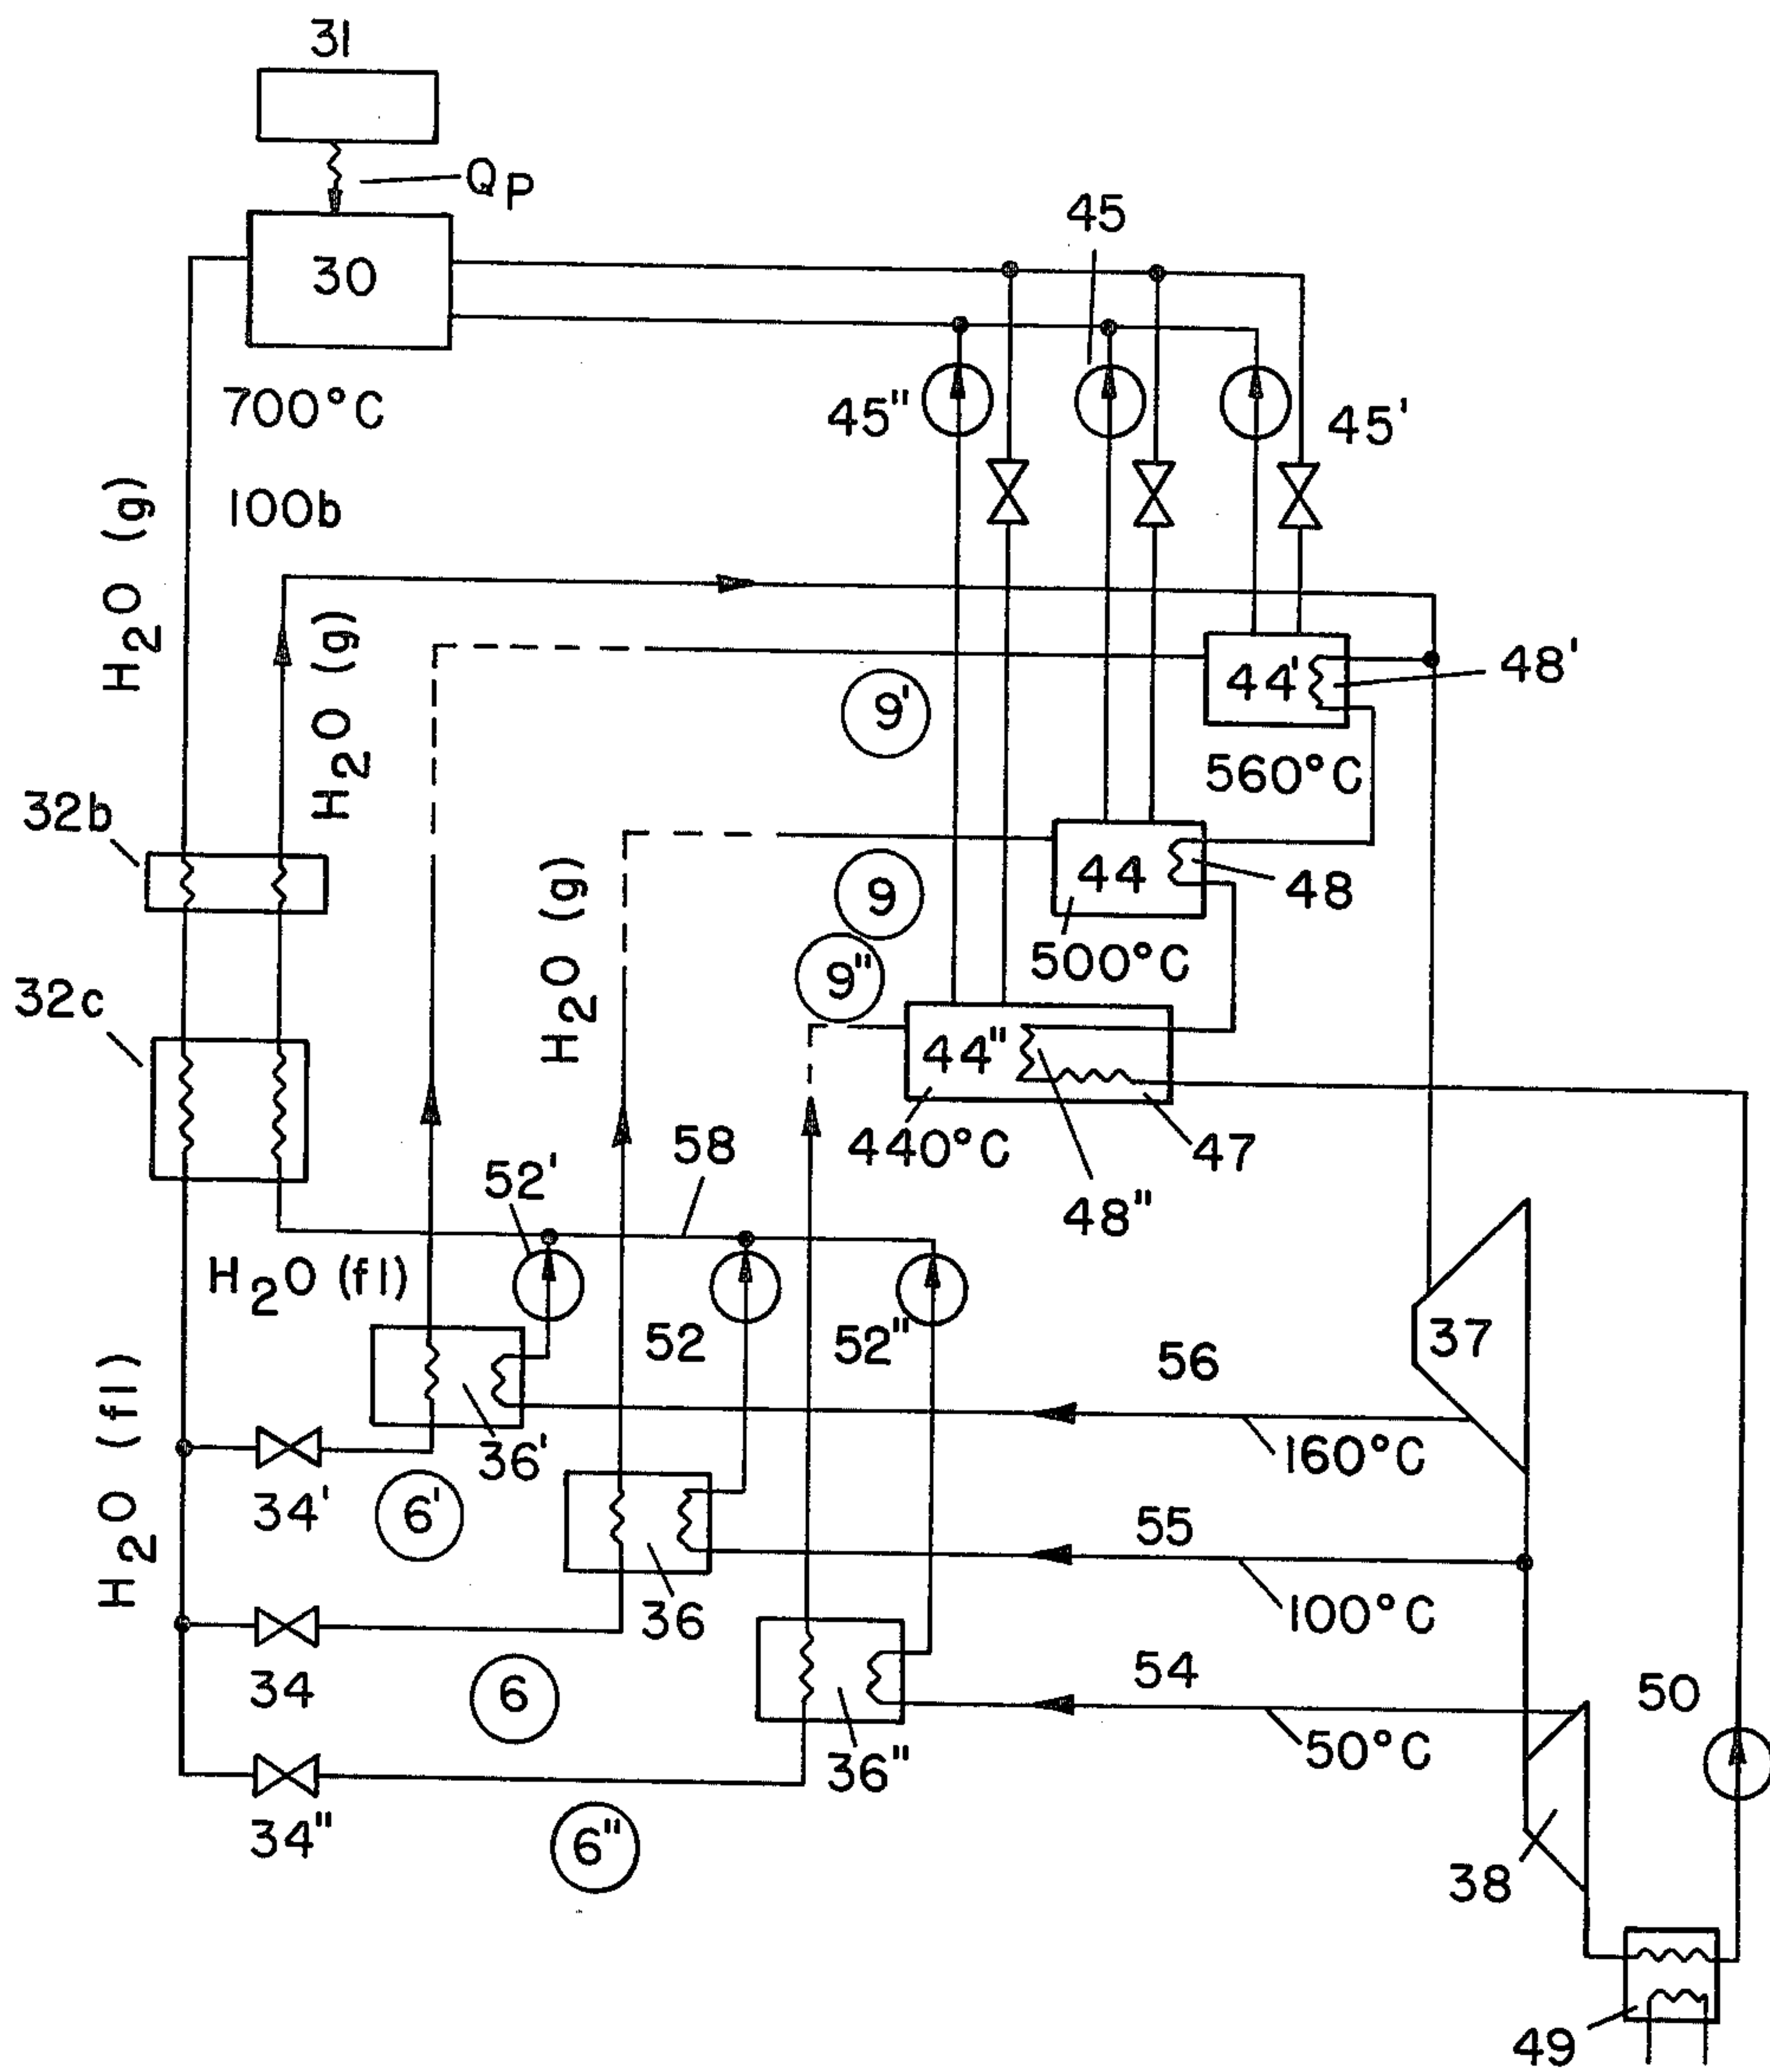 31
Qp
30
45
45"
45'
700°C
100b
H2O (g)
H2O (g)
9'
44'
48'
560°C
32b
H2O (g)
9
44
48
500°C
9"
32c
44"
440°C
47
48"
58
52'
H2O (fl)
52
52"
37
56
H2O (fl)
36'
160°C
34'
6'
55
36
100°C
34
6
54
50
36"
50°C
34"
6"
38
49